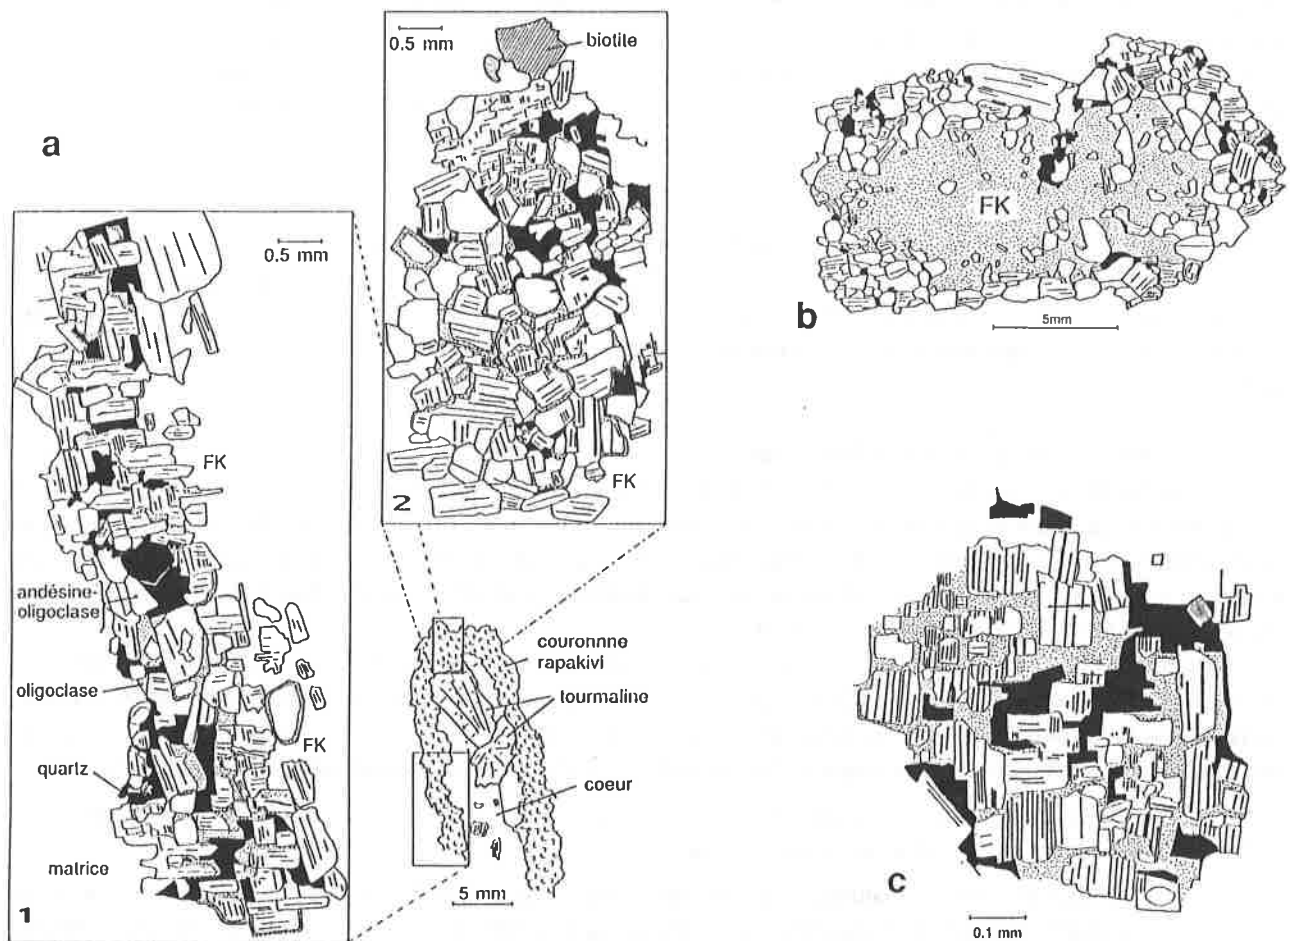 a
0.5 mm
biotite
2
FK
0.5 mm
FK
andésine-
oligoclase
oligoclase
FK
quartz
matrice
1
couronnne
rapakivi
tourmaline
coeur
5 mm
FK
b
5mm
c
0.1 mm